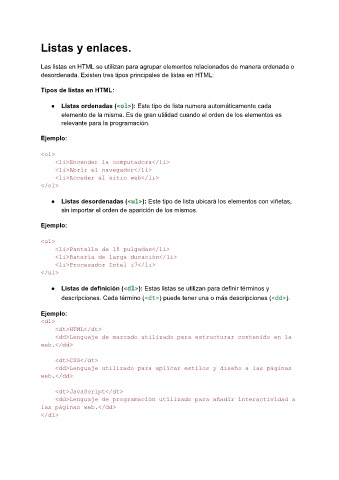 Listas y enlaces.
Las listas en HTML se utilizan para agrupar elementos relacionados de manera ordenada o
desordenada. Existen tres tipos principales de listas en HTML:
Tipos de listas en HTML:
● Listas ordenadas (<ol>): Este tipo de lista numera automáticamente cada
elemento de la misma. Es de gran utilidad cuando el orden de los elementos es
relevante para la programación.
Ejemplo:
<ol>
<li>Encender la computadora</li>
<li>Abrir el navegador</li>
<li>Acceder al sitio web</li>
</ol>
● Listas desordenadas (<ul>): Este tipo de lista ubicará los elementos con viñetas,
sin importar el orden de aparición de los mismos.
Ejemplo:
<ul>
<li>Pantalla de 15 pulgadas</li>
<li>Batería de larga duración</li>
<li>Procesador Intel i7</li>
</ul>
● Listas de definición (<dl>): Estas listas se utilizan para definir términos y
descripciones. Cada término (<dt>) puede tener una o más descripciones (<dd>).
Ejemplo:
<dl>
<dt>HTML</dt>
<dd>Lenguaje de marcado utilizado para estructurar contenido en la
web.</dd>
<dt>CSS</dt>
<dd>Lenguaje utilizado para aplicar estilos y diseño a las páginas
web.</dd>
<dt>JavaScript</dt>
<dd>Lenguaje de programación utilizado para añadir interactividad a
las páginas web.</dd>
</dl>